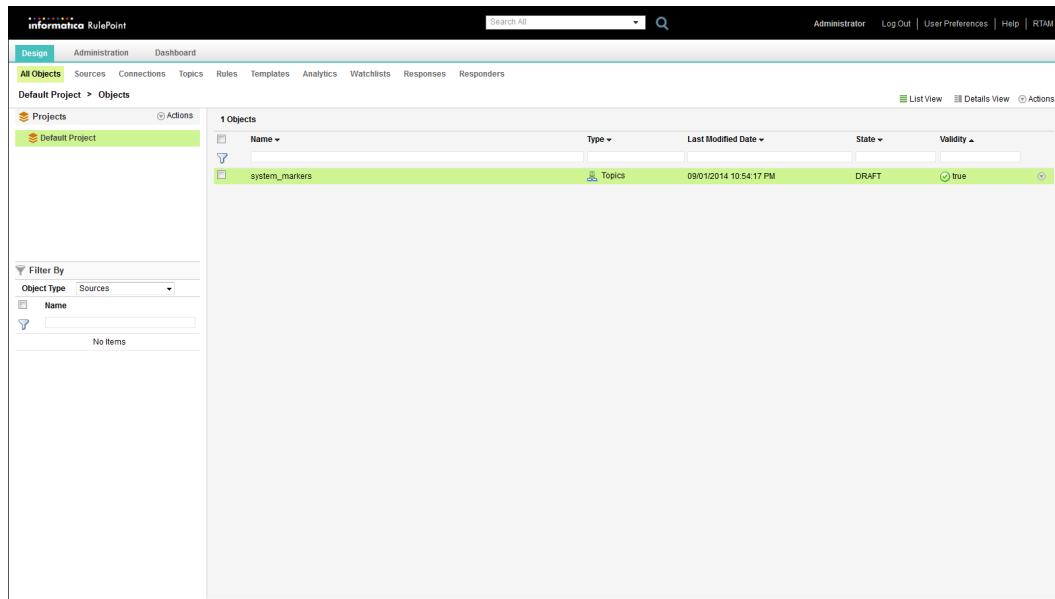 informatica RulePoint
Search All
Administrator Log Out | User Preferences | Help | RTAM
Design Administration Dashboard
All Objects Sources Connections Topics Rules Templates Analytics Watchlists Responses Responders
Default Project > Objects
List View Details View Actions
Projects Actions
Default Project
1 Objects
Name Type Last Modified Date State Validity
system_markers Topics 09/01/2014 10:54:17 PM DRAFT true
Filter By
Object Type Sources
Name
No Items